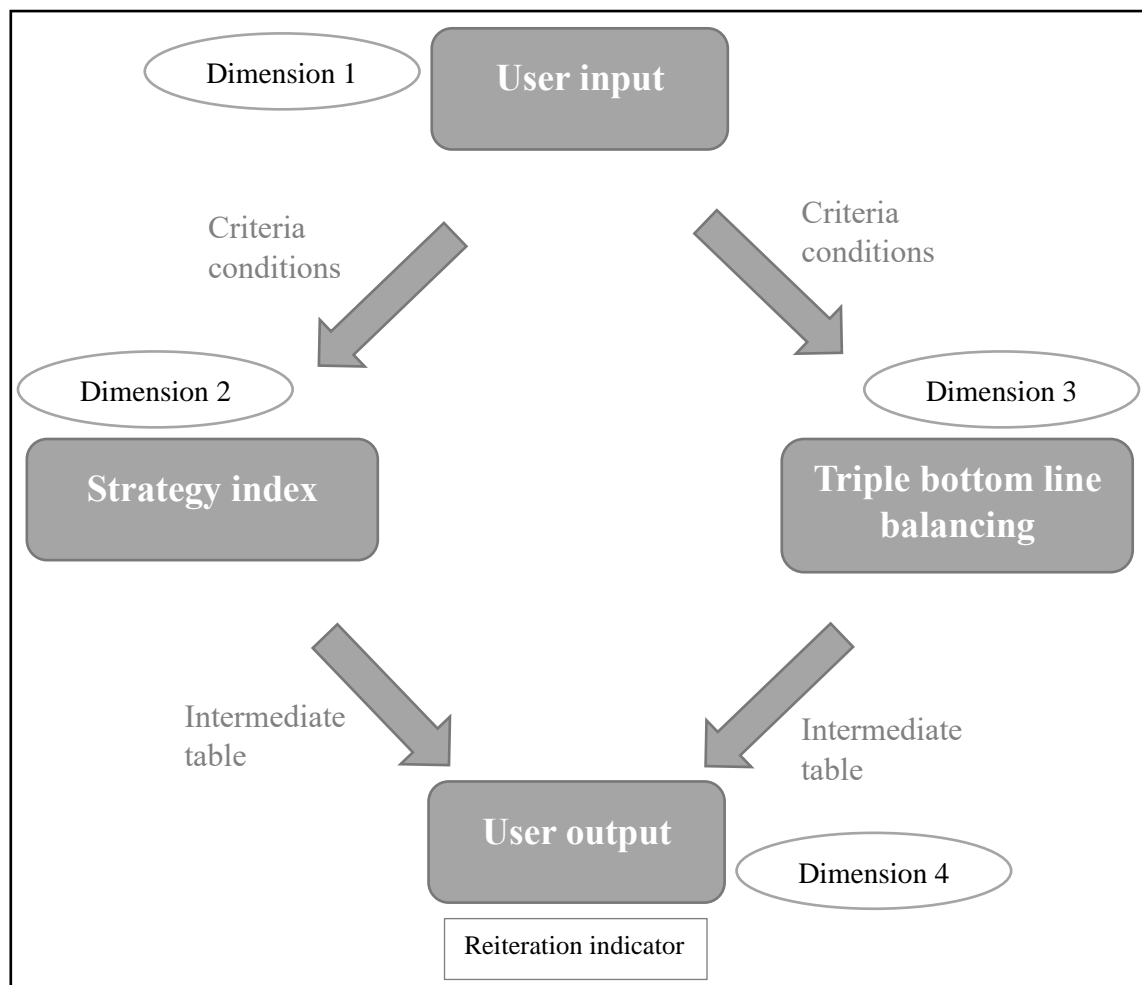 Dimension 1
User input
Criteria
conditions
Criteria
conditions
Dimension 2
Dimension 3
Strategy index
Triple bottom line
balancing
Intermediate
table
Intermediate
table
User output
Dimension 4
Reiteration indicator